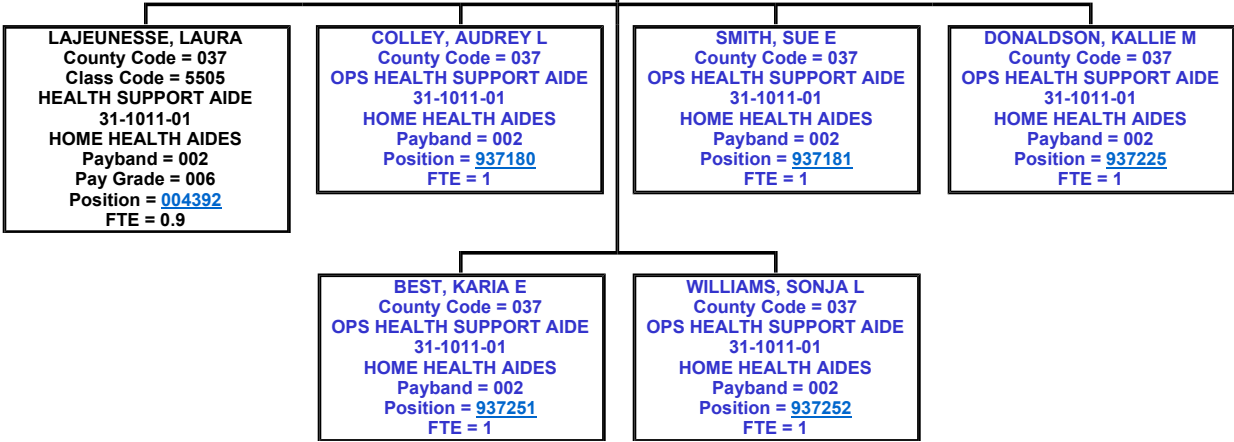 LAJEUNESSE, LAURA
County Code = 037
Class Code = 5505
HEALTH SUPPORT AIDE
31-1011-01
HOME HEALTH AIDES
Payband = 002
Pay Grade = 006
Position = 004392
FTE = 0.9
COLLEY, AUDREY L
County Code = 037
OPS HEALTH SUPPORT AIDE
31-1011-01
HOME HEALTH AIDES
Payband = 002
Position = 937180
FTE = 1
SMITH, SUE E
County Code = 037
OPS HEALTH SUPPORT AIDE
31-1011-01
HOME HEALTH AIDES
Payband = 002
Position = 937181
FTE = 1
DONALDSON, KALLIE M
County Code = 037
OPS HEALTH SUPPORT AIDE
31-1011-01
HOME HEALTH AIDES
Payband = 002
Position = 937225
FTE = 1
BEST, KARIA E
County Code = 037
OPS HEALTH SUPPORT AIDE
31-1011-01
HOME HEALTH AIDES
Payband = 002
Position = 937251
FTE = 1
WILLIAMS, SONJA L
County Code = 037
OPS HEALTH SUPPORT AIDE
31-1011-01
HOME HEALTH AIDES
Payband = 002
Position = 937252
FTE = 1